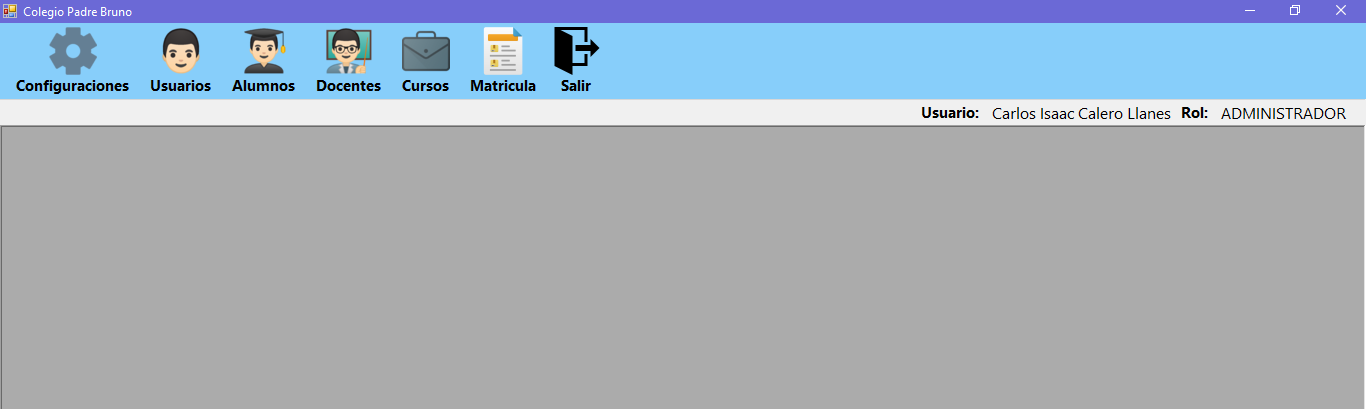 Colegio Padre Bruno
Configuraciones Usuarios Alumnos Docentes Cursos Matricula Salir
Usuario: Carlos Isaac Calero Llanes Rol: ADMINISTRADOR